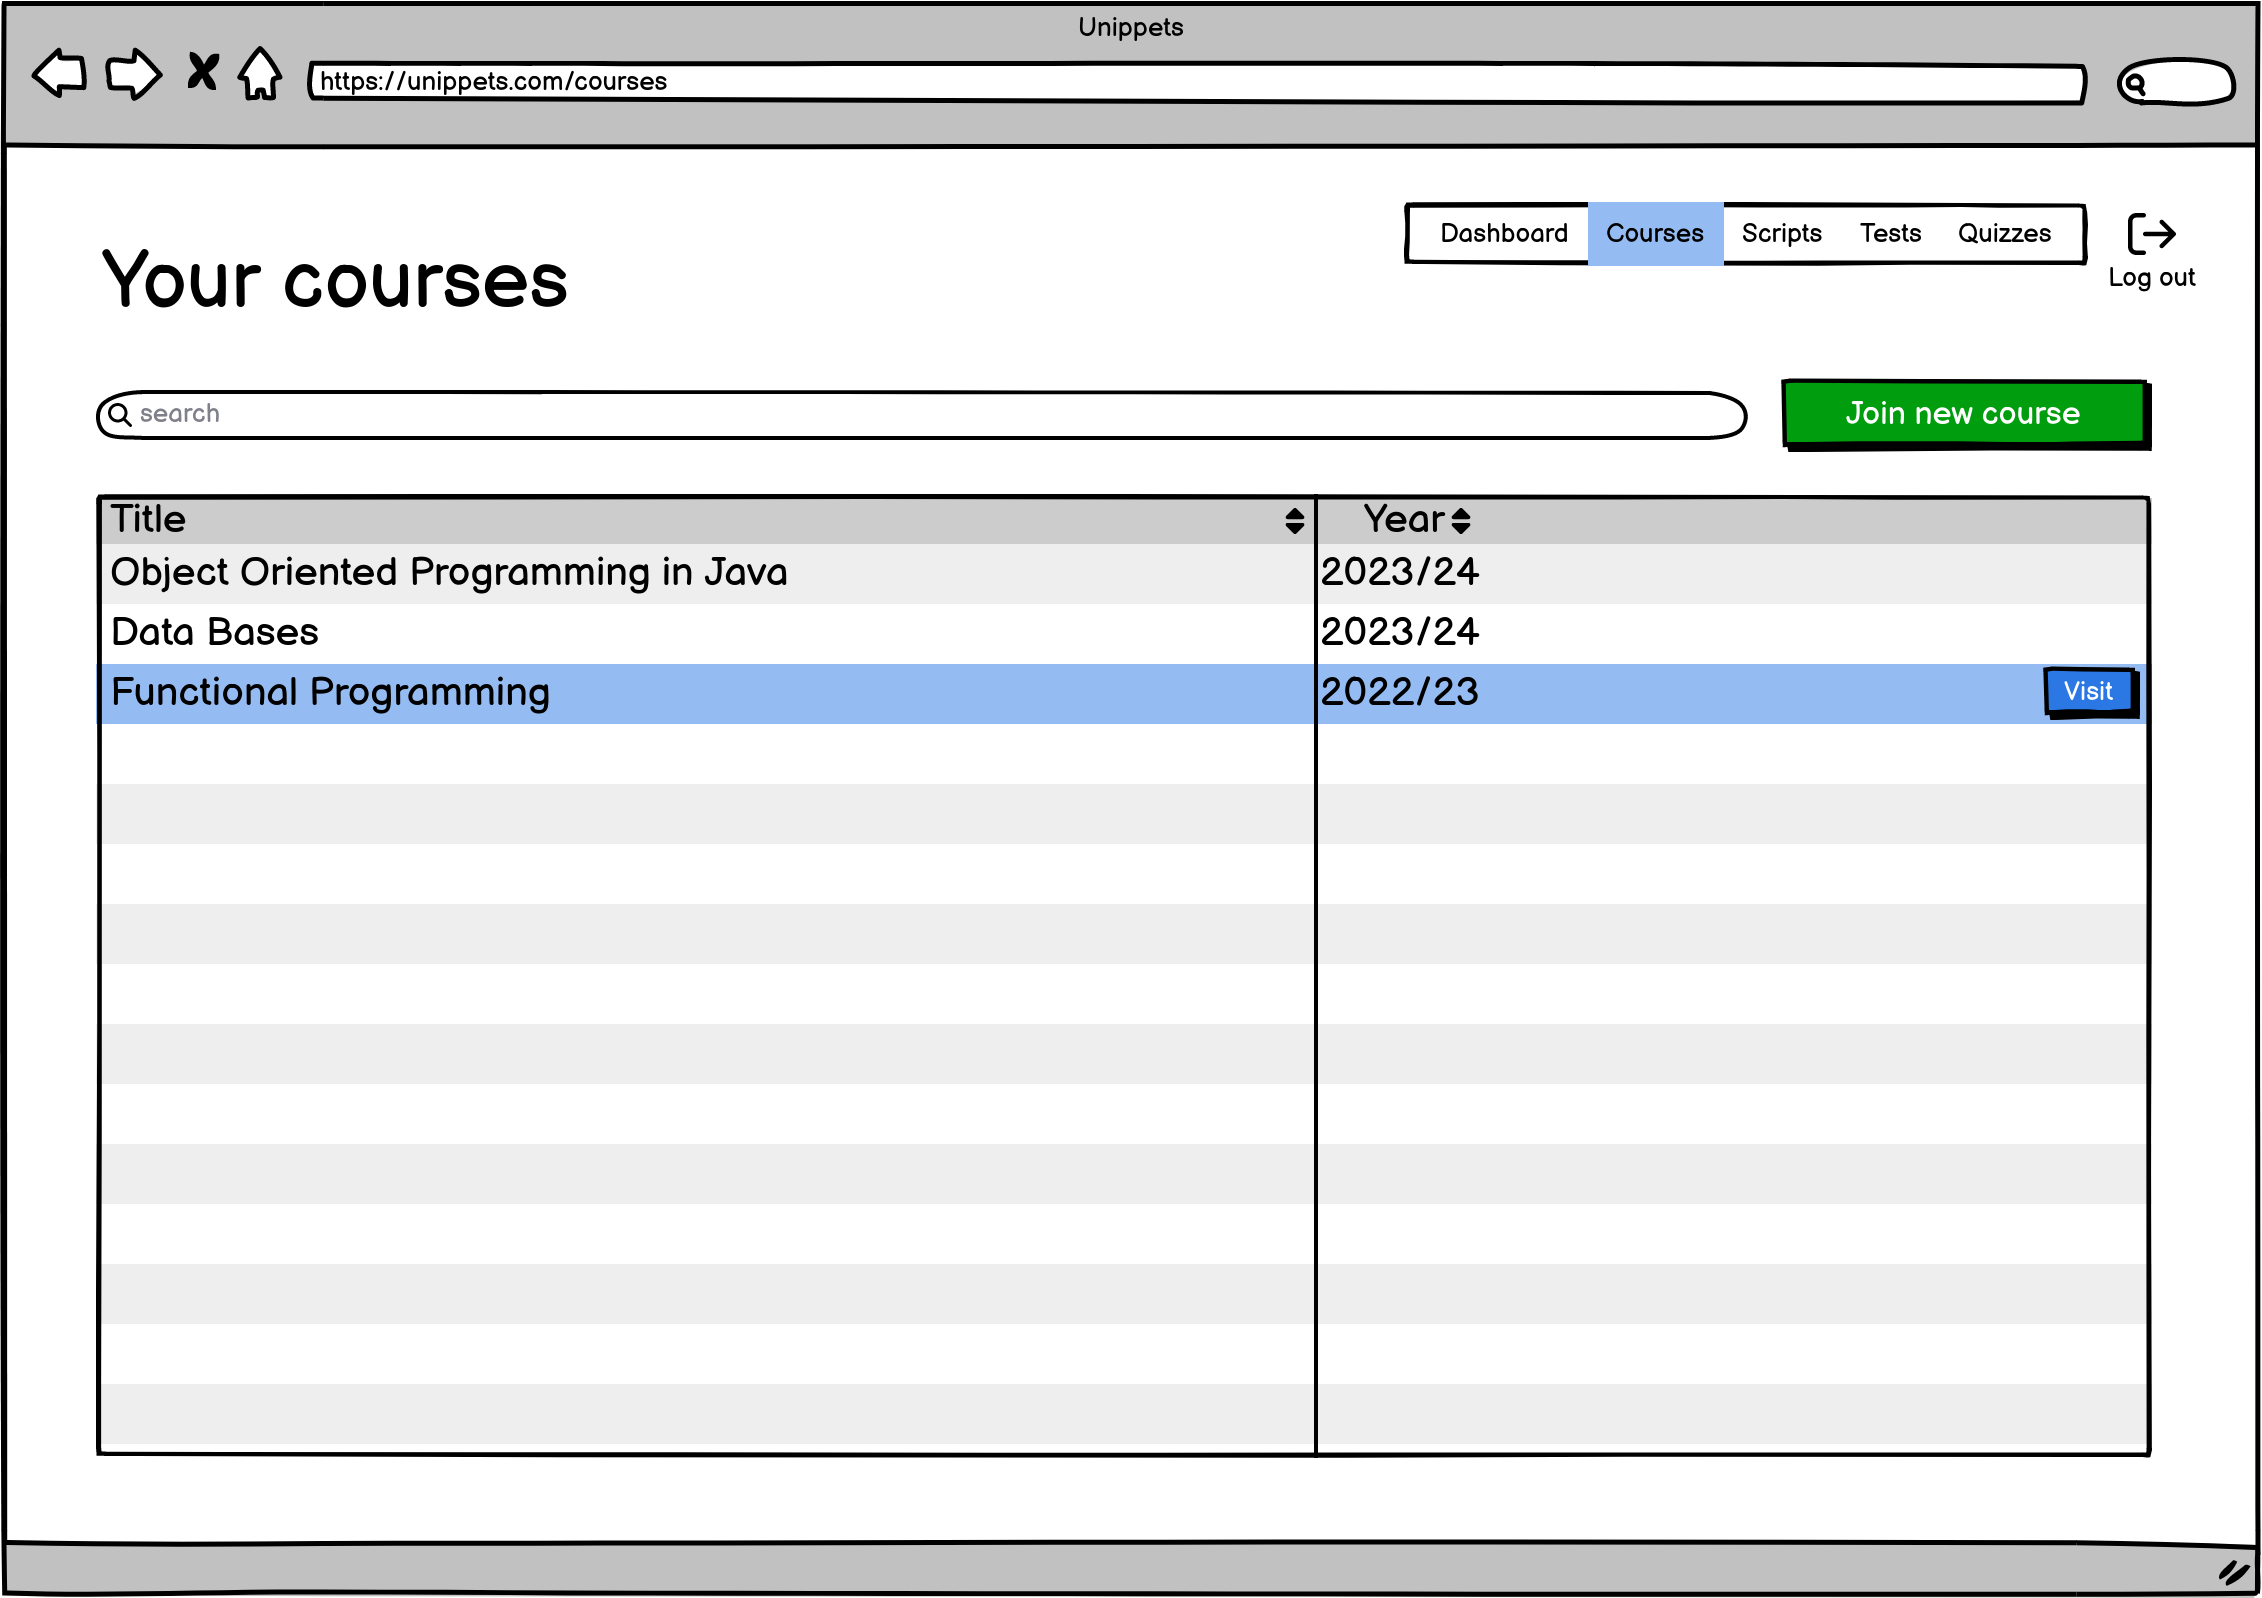 Unippets
https://unippets.com/courses
Dashboard Courses Scripts Tests Quizzes
Log out
Your courses
search
Join new course
Title Year
Object Oriented Programming in Java 2023/24
Data Bases 2023/24
Functional Programming 2022/23 Visit